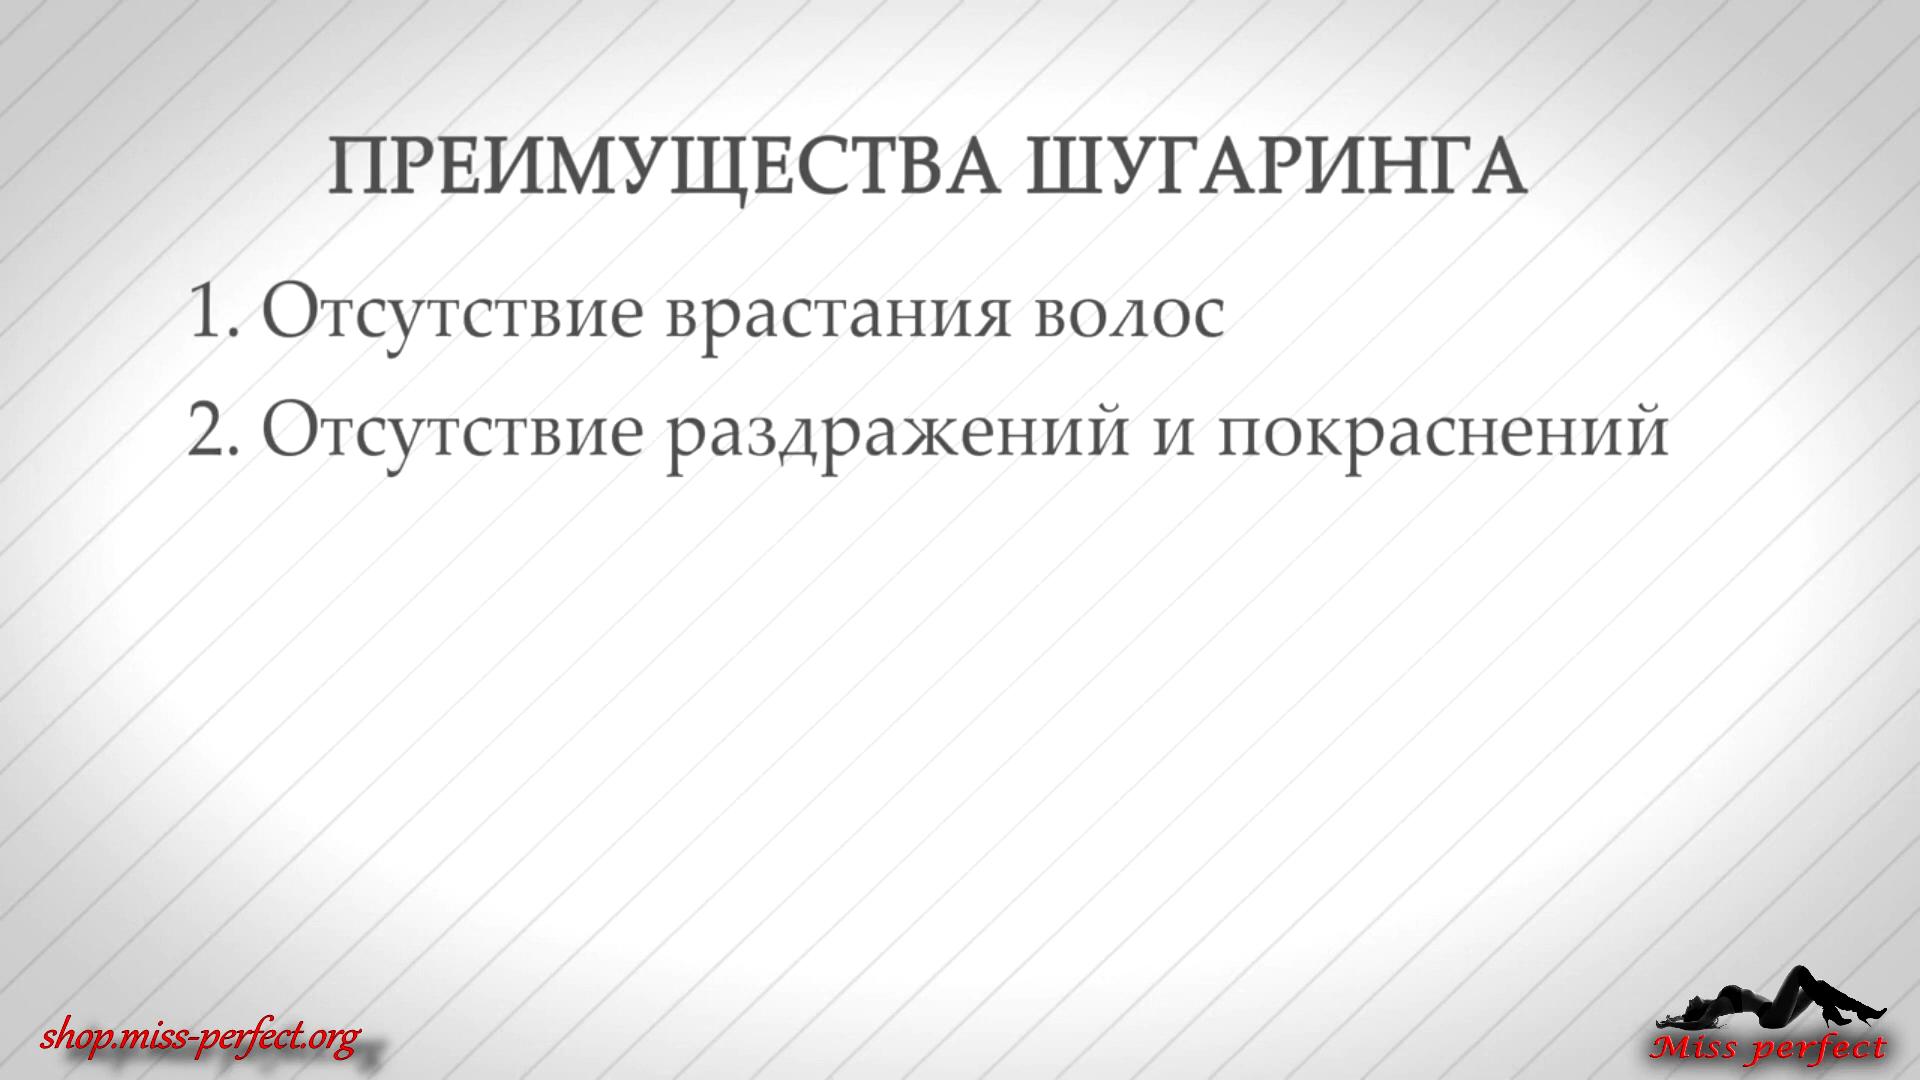 ПРЕИМУЩЕСТВА ШУГАРИНГА
1. Отсутствие врастания волос
2. Отсутствие раздражений и покраснений
shop.miss-perfect.org
Miss perfect